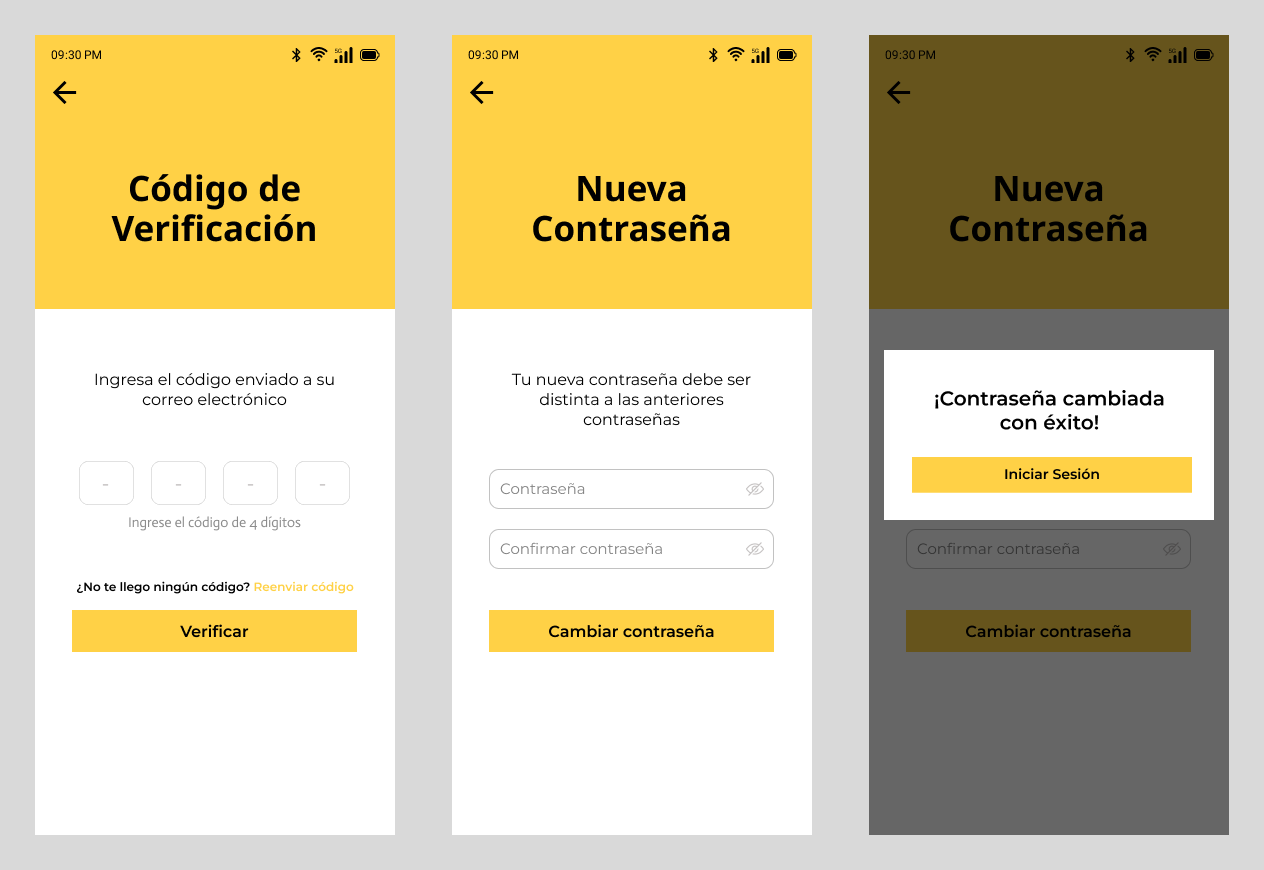 09:30 PM
5G
Código de
Verificación
Ingresa el código enviado a su
correo electrónico
- - - -
Ingrese el código de 4 dígitos
¿No te llego ningún código? Reenviar código
Verificar
09:30 PM
5G
Nueva
Contraseña
Tu nueva contraseña debe ser
distinta a las anteriores
contraseñas
Contraseña
Confirmar contraseña
Cambiar contraseña
09:30 PM
5G
Nueva
Contraseña
¡Contraseña cambiada
con éxito!
Iniciar Sesión
Confirmar contraseña
Cambiar contraseña